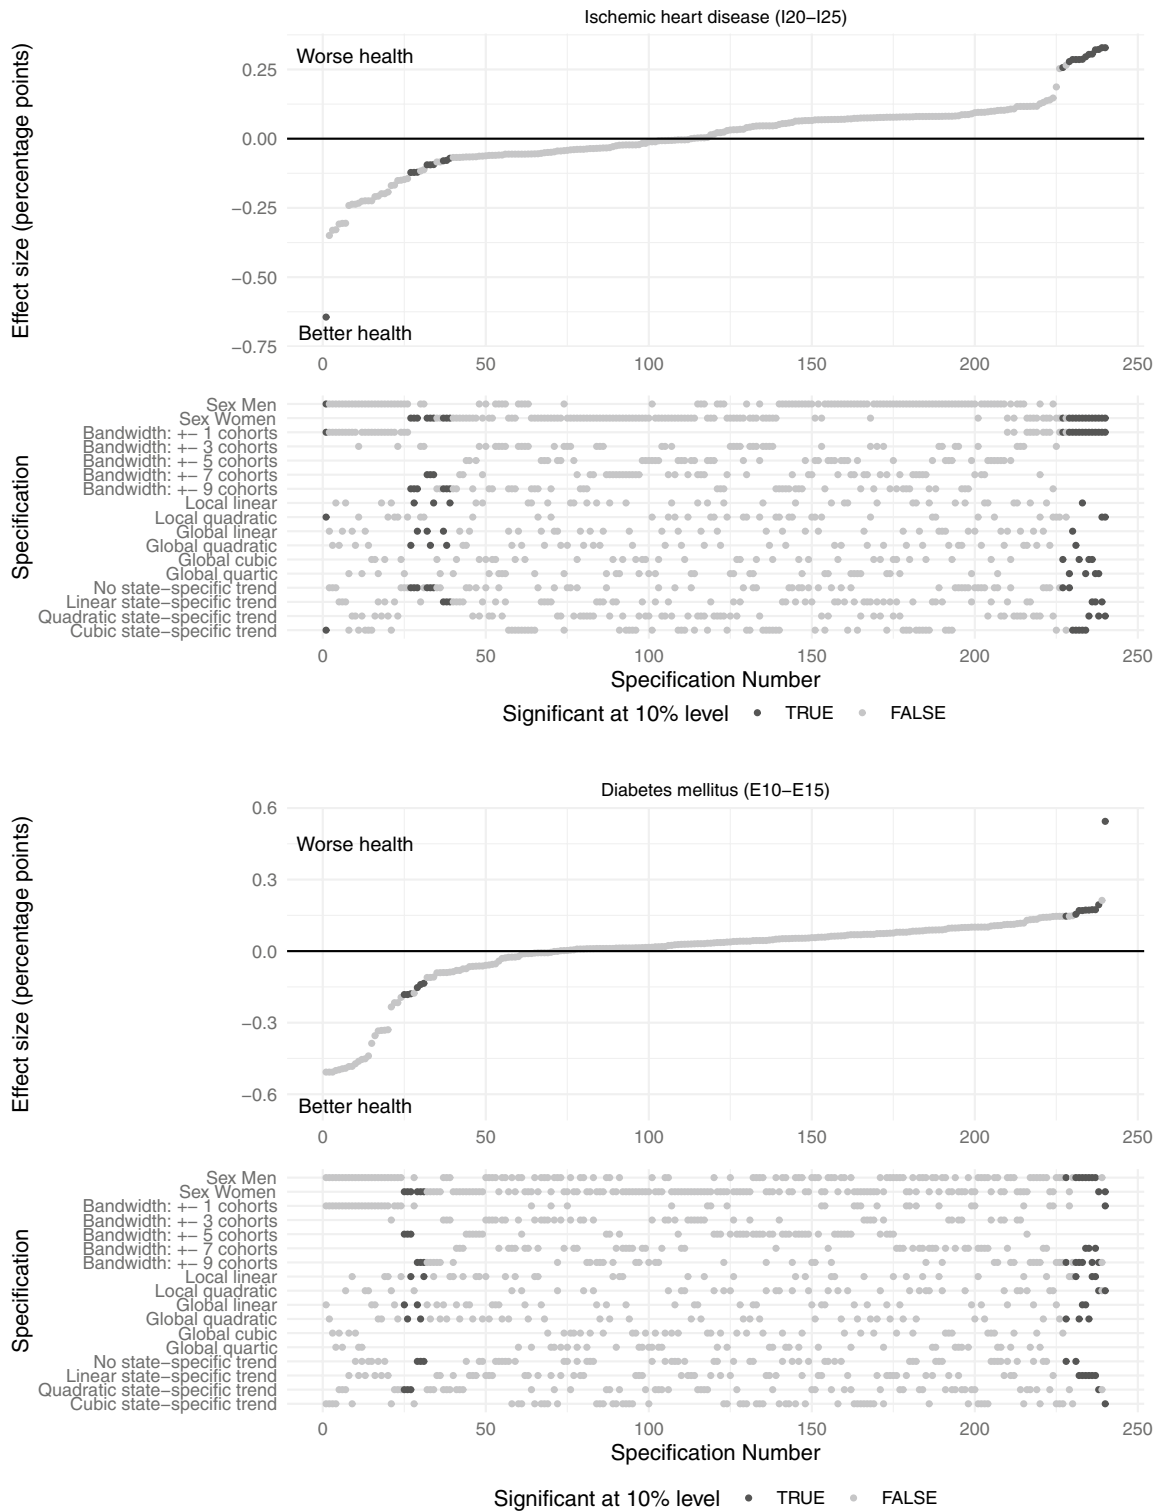 Ischemic heart disease (I20−I25)
Effect size (percentage points)
Worse health
0.25
0.00
−0.25
−0.50
−0.75
Better health
0 50 100 150 200 250
Specification
Sex Men
Sex Women
Bandwidth: +− 1 cohorts
Bandwidth: +− 3 cohorts
Bandwidth: +− 5 cohorts
Bandwidth: +− 7 cohorts
Bandwidth: +− 9 cohorts
Local linear
Local quadratic
Global linear
Global quadratic
Global cubic
Global quartic
No state−specific trend
Linear state−specific trend
Quadratic state−specific trend
Cubic state−specific trend
0 50 100 150 200 250
Specification Number
Significant at 10% level TRUE FALSE
Diabetes mellitus (E10−E15)
Effect size (percentage points)
0.6
Worse health
0.3
0.0
−0.3
−0.6
Better health
0 50 100 150 200 250
Specification
Sex Men
Sex Women
Bandwidth: +− 1 cohorts
Bandwidth: +− 3 cohorts
Bandwidth: +− 5 cohorts
Bandwidth: +− 7 cohorts
Bandwidth: +− 9 cohorts
Local linear
Local quadratic
Global linear
Global quadratic
Global cubic
Global quartic
No state−specific trend
Linear state−specific trend
Quadratic state−specific trend
Cubic state−specific trend
0 50 100 150 200 250
Specification Number
Significant at 10% level TRUE FALSE